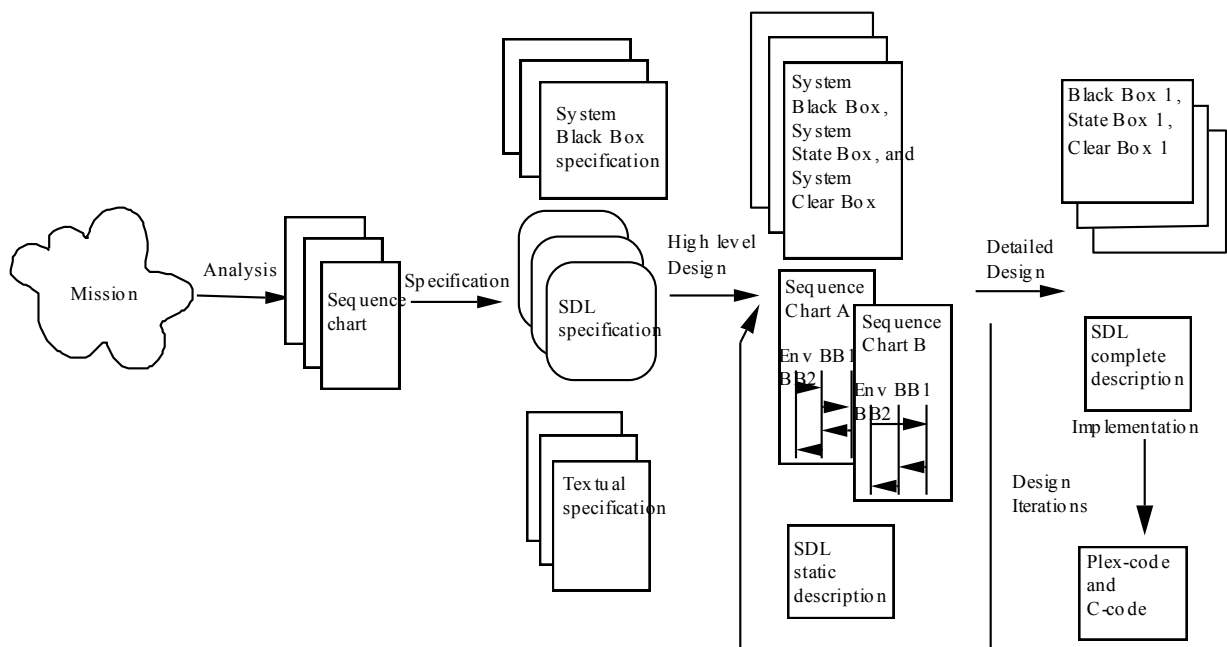 Mission
Analysis
Sequence
chart
Specification
System
Black Box
specification
SDL
specification
Textual
specification
High level
Design
System
Black Box,
System
State Box, and
System
Clear Box
Sequence
Chart A
Env BB1
BB2
Sequence
Chart B
Env BB1
BB2
SDL
static
description
Detailed
Design
Design
Iterations
Black Box 1,
State Box 1,
Clear Box 1
SDL
complete
description
Implementation
Plex-code
and
C-code